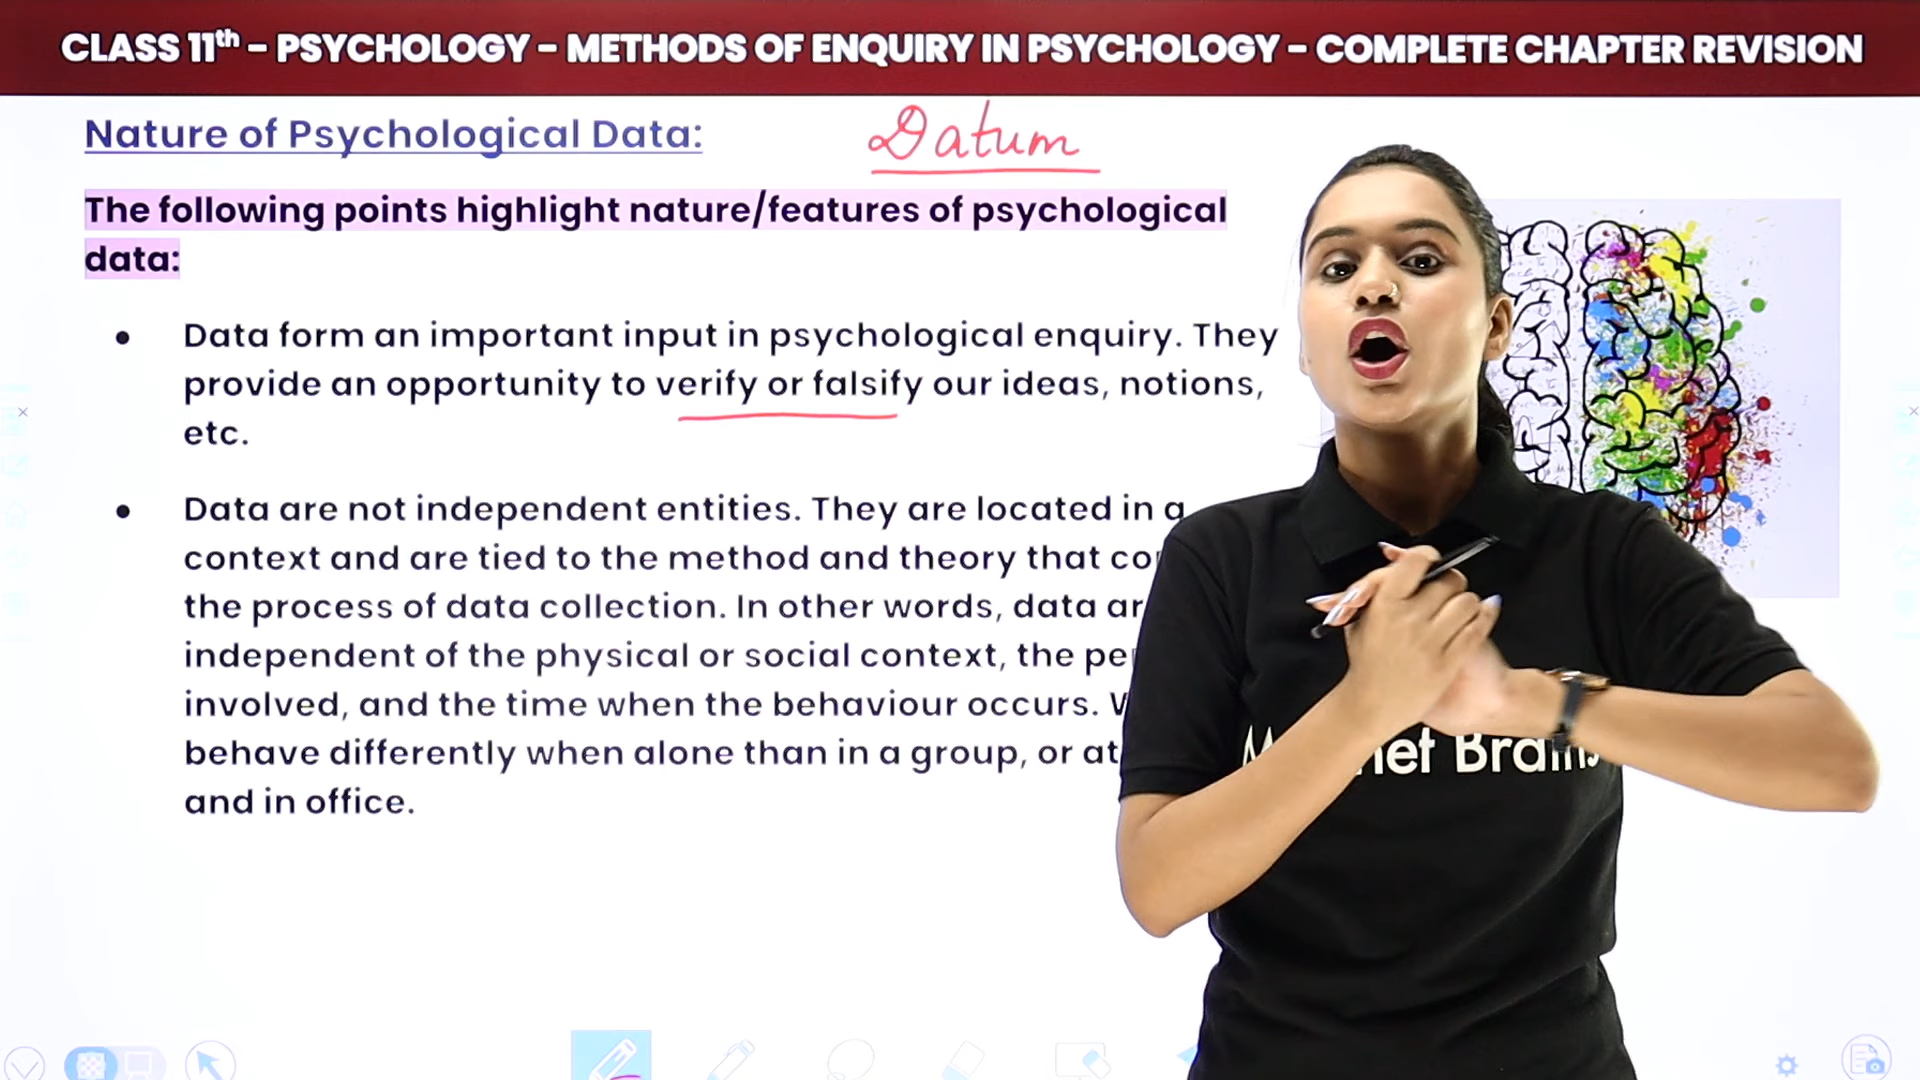 CLASS 11th – PSYCHOLOGY – METHODS OF ENQUIRY IN PSYCHOLOGY – COMPLETE CHAPTER REVISION
Nature of Psychological Data:
Datum
The following points highlight nature/features of psychological
data:
• Data form an important input in psychological enquiry. They
provide an opportunity to verify or falsify our ideas, notions,
etc.
• Data are not independent entities. They are located in a
context and are tied to the method and theory that
the process of data collection. In other words, data
independent of the physical or social context, the
involved, and the time when the behaviour occurs.
behave differently when alone than in a group, or at
and in office.